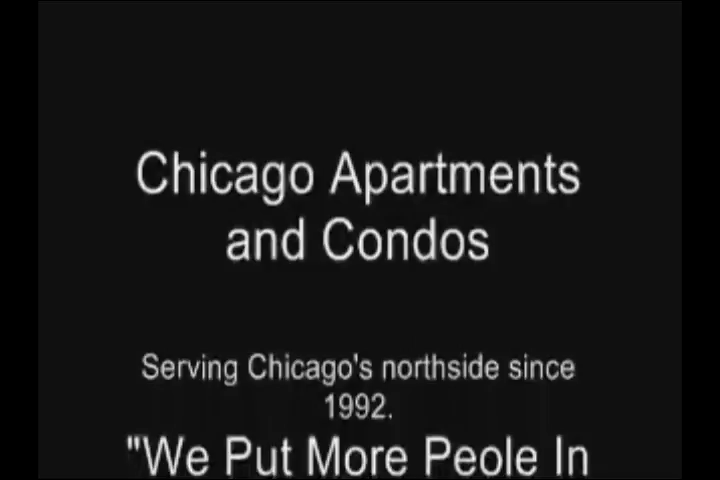 Chicago Apartments
and Condos
Serving Chicago's northside since
1992.
"We Put More Peole In